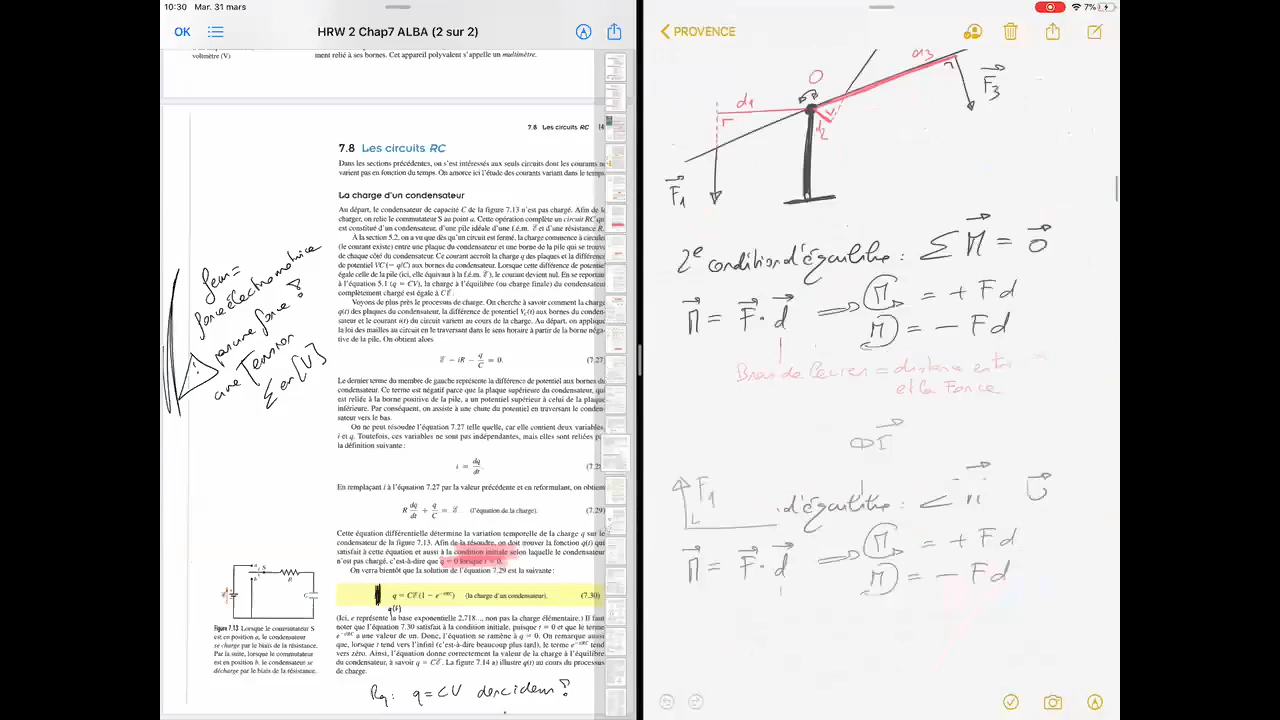 10:30 Mar. 31 mars
7%
OK
HRW 2 Chap7 ALBA (2 sur 2)
PROVENCE
voltmètre (V)
ment relié à ses bornes. Cet appareil polyvalent s'appelle un multimètre.
7.8 Les circuits RC
7.8 Les circuits RC
Dans les sections précédentes, on s'est intéressés aux seuls circuits dont les courants
varient pas en fonction du temps. On amorce ici l'étude des courants variant dans le temps.
La charge d'un condensateur
Au départ, le condensateur de capacité C de la figure 7.13 n'est pas chargé. Afin de
charger, on relie le commutateur S au point a. Cette opération complète un circuit RC
est constitué d'un condensateur, d'une pile idéale d'une f.é.m. ℰ et d'une résistance R.
À la section 5.2, on a vu que dès qu'un circuit est fermé, la charge commence à circuler
(le courant existe) entre une plaque du condensateur et une borne de la pile qui se trouve
de chaque côté du condensateur. Ce courant accroît la charge q des plaques et la différence
de potentiel VC (= q/C) aux bornes du condensateur. Lorsque cette différence de potentiel
égale celle de la pile (ici, elle équivaut à la f.é.m. ℰ), le courant devient nul. En se reportant
à l'équation 5.1 (q = CV), la charge à l'équilibre (ou charge finale) du condensateur
complètement chargé est égale à Cℰ.
Voyons de plus près le processus de charge. On cherche à savoir comment la charge
q(t) des plaques du condensateur, la différence de potentiel Vc(t) aux bornes du conden-
sateur et le courant i(t) du circuit varient au cours de la charge. Au départ, on applique
la loi des mailles au circuit en le traversant dans le sens horaire à partir de la borne néga-
tive de la pile. On obtient alors
ℰ − iR − q/C = 0. (7.27)
Le dernier terme du membre de gauche représente la différence de potentiel aux bornes du
condensateur. Ce terme est négatif parce que la plaque supérieure du condensateur, qui
est reliée à la borne positive de la pile, a un potentiel supérieur à celui de la plaque
inférieure. Par conséquent, on assiste à une chute du potentiel en traversant le conden-
sateur vers le bas.
On ne peut résoudre l'équation 7.27 telle quelle, car elle contient deux variables,
i et q. Toutefois, ces variables ne sont pas indépendantes, mais elles sont reliées par
la définition suivante :
i = dq/dt.
En remplaçant i à l'équation 7.27 par la valeur précédente et en reformulant, on obtient
R dq/dt + q/C = ℰ (l'équation de la charge). (7.29)
Cette équation différentielle détermine la variation temporelle de la charge q sur le
condensateur de la figure 7.13. Afin de la résoudre, on doit trouver la fonction q(t) qui
satisfait à cette équation et aussi à la condition initiale selon laquelle le condensateur
n'est pas chargé, c'est-à-dire que q = 0 lorsque t = 0.
On verra bientôt que la solution de l'équation 7.29 est la suivante :
q = Cℰ(1 − e^−t/RC) (la charge d'un condensateur). (7.30)
q(t)
(Ici, e représente la base exponentielle 2,718..., non pas la charge élémentaire.) Il faut
noter que l'équation 7.30 satisfait à la condition initiale, puisque t = 0 et que le terme
e^−t/RC a une valeur de un. Donc, l'équation se ramène à q = 0. On remarque aussi
que, lorsque t tend vers l'infini (c'est-à-dire beaucoup plus tard), le terme e^−t/RC tend
vers zéro. Ainsi, l'équation donne correctement la valeur de la charge à l'équilibre
du condensateur, à savoir q = Cℰ. La figure 7.14 a) illustre q(t) au cours du processus
de charge.
Figure 7.13 Lorsque le commutateur S
est en position a, le condensateur
se charge par le biais de la résistance.
Par la suite, lorsque le commutateur
est en position b, le condensateur se
décharge par le biais de la résistance.
fem =
Force électromotrice
une force ?
une Tension
ℰ en [V]
Rq : q = CV
O
d1
d2
F1
F3
2e condition d'équilibre : Σ M = 0
M = F · d ⟹ M = + Fd
M = − Fd
Bras de levier = distance entre
et la Force
F1
d'équilibre :
M = F · d ⟹ M = + Fd
M = − Fd